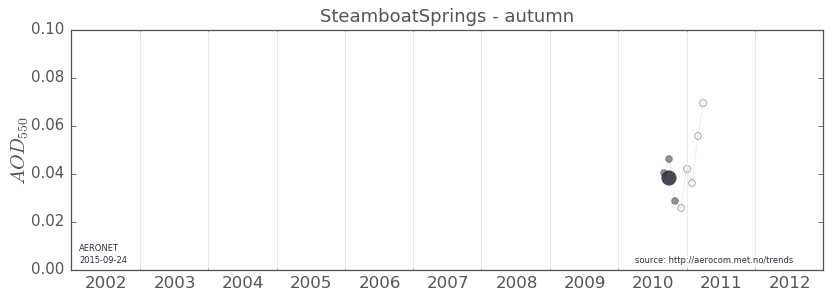 SteamboatSprings - autumn
0.10
0.08
0.06
0.04
0.02
0.00
AOD550
AERONET
2015-09-24
source: http://aerocom.met.no/trends
2002 2003 2004 2005 2006 2007 2008 2009 2010 2011 2012